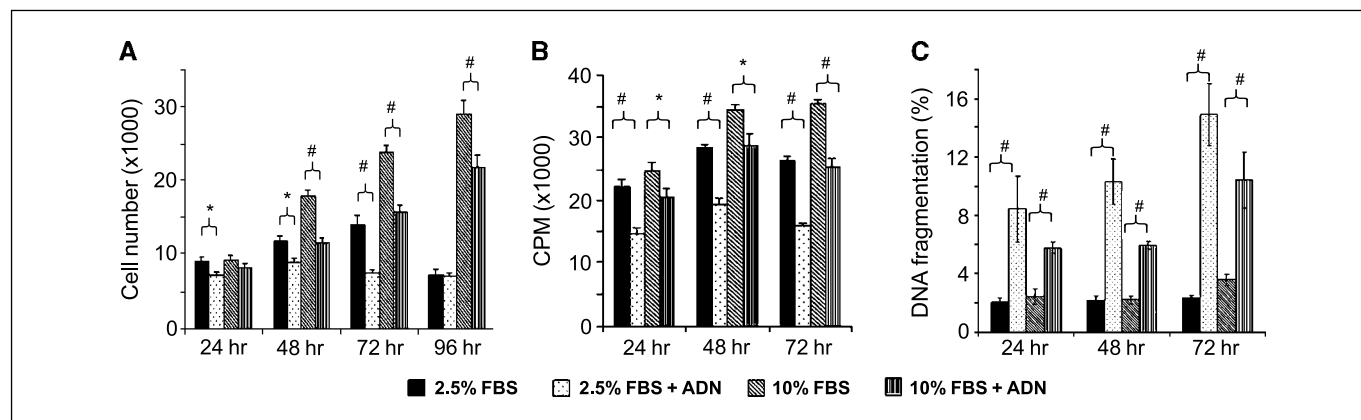 A
B
C
Cell number (x1000)
30
20
10
0
# # # # # * *
24 hr 48 hr 72 hr 96 hr
CPM (x1000)
40
30
20
10
0
# * # * # #
24 hr 48 hr 72 hr
DNA fragmentation (%)
16
12
8
4
0
# # # # # #
24 hr 48 hr 72 hr
2.5% FBS 2.5% FBS + ADN 10% FBS 10% FBS + ADN